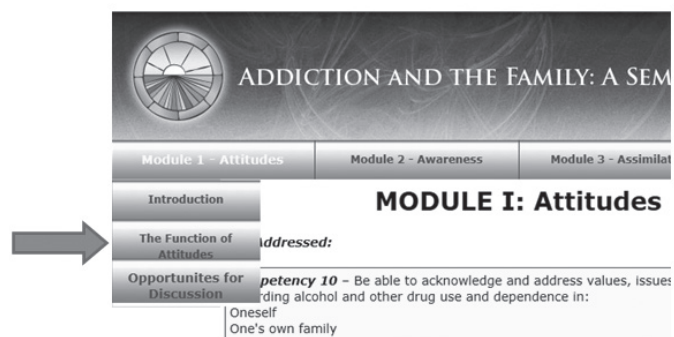 ADDICTION AND THE FAMILY: A SEM
Module 1 - Attitudes
Module 2 - Awareness
Module 3 - Assimilat
MODULE I: Attitudes
Introduction
The Function of
Attitudes
Opportunites for
Discussion
Addressed:
petency 10 – Be able to acknowledge and address values, issues
rding alcohol and other drug use and dependence in:
Oneself
One's own family